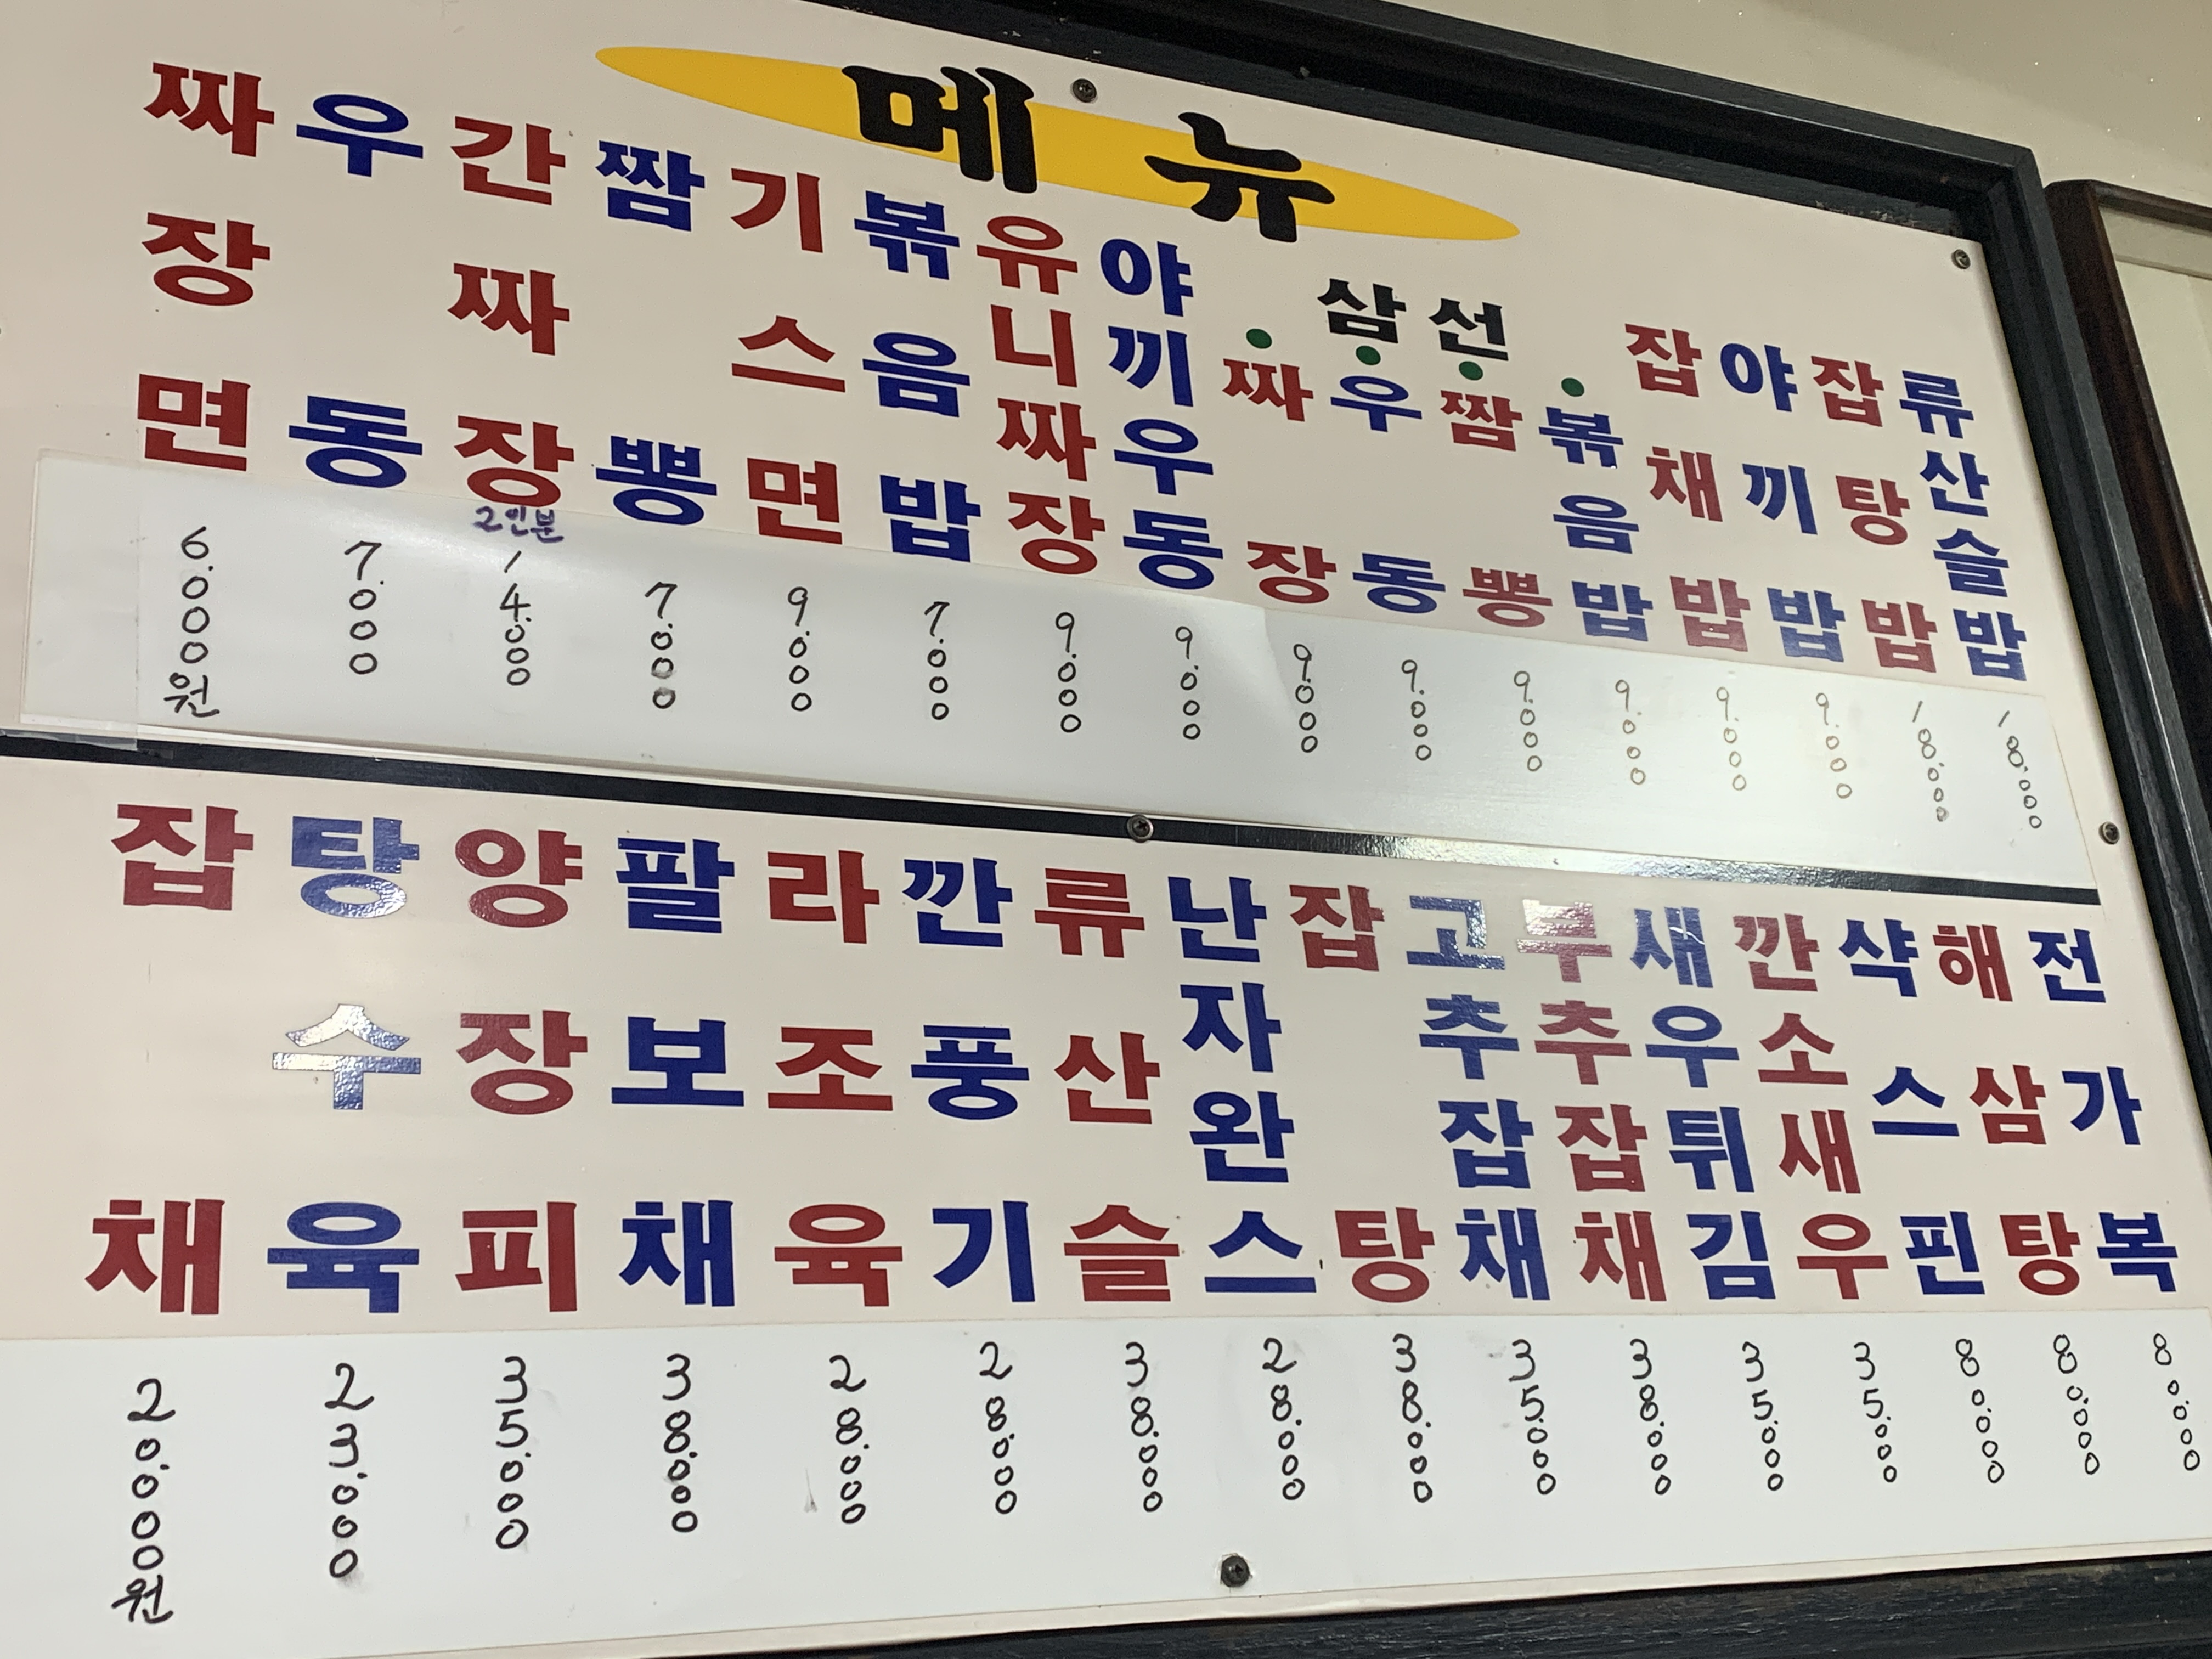 메뉴
짜장면 6.000원
우동 7.000
간짜장 2인분 14.000
짬뽕 7.000
기스면 9.000
볶음밥 7.000
유니짜장 9.000
야끼우동 9.000
삼선
·짜장 9.000
·우동 9.000
·짬뽕 9.000
·볶음밥 9.000
잡채밥 9.000
야끼밥 9.000
잡탕밥 18.000
류산슬밥 18.000
잡채 20.000원
탕수육 23.000
양장피 35.000
팔보채 38.000
라조육 28.000
깐풍기 28.000
류산슬 38.000
난자완스 28.000
잡탕 38.000
고추잡채 35.000
부추잡채 38.000
새우튀김 35.000
깐소새우 35.000
샥스핀 80.000
해삼탕 80.000
전가복 80.000